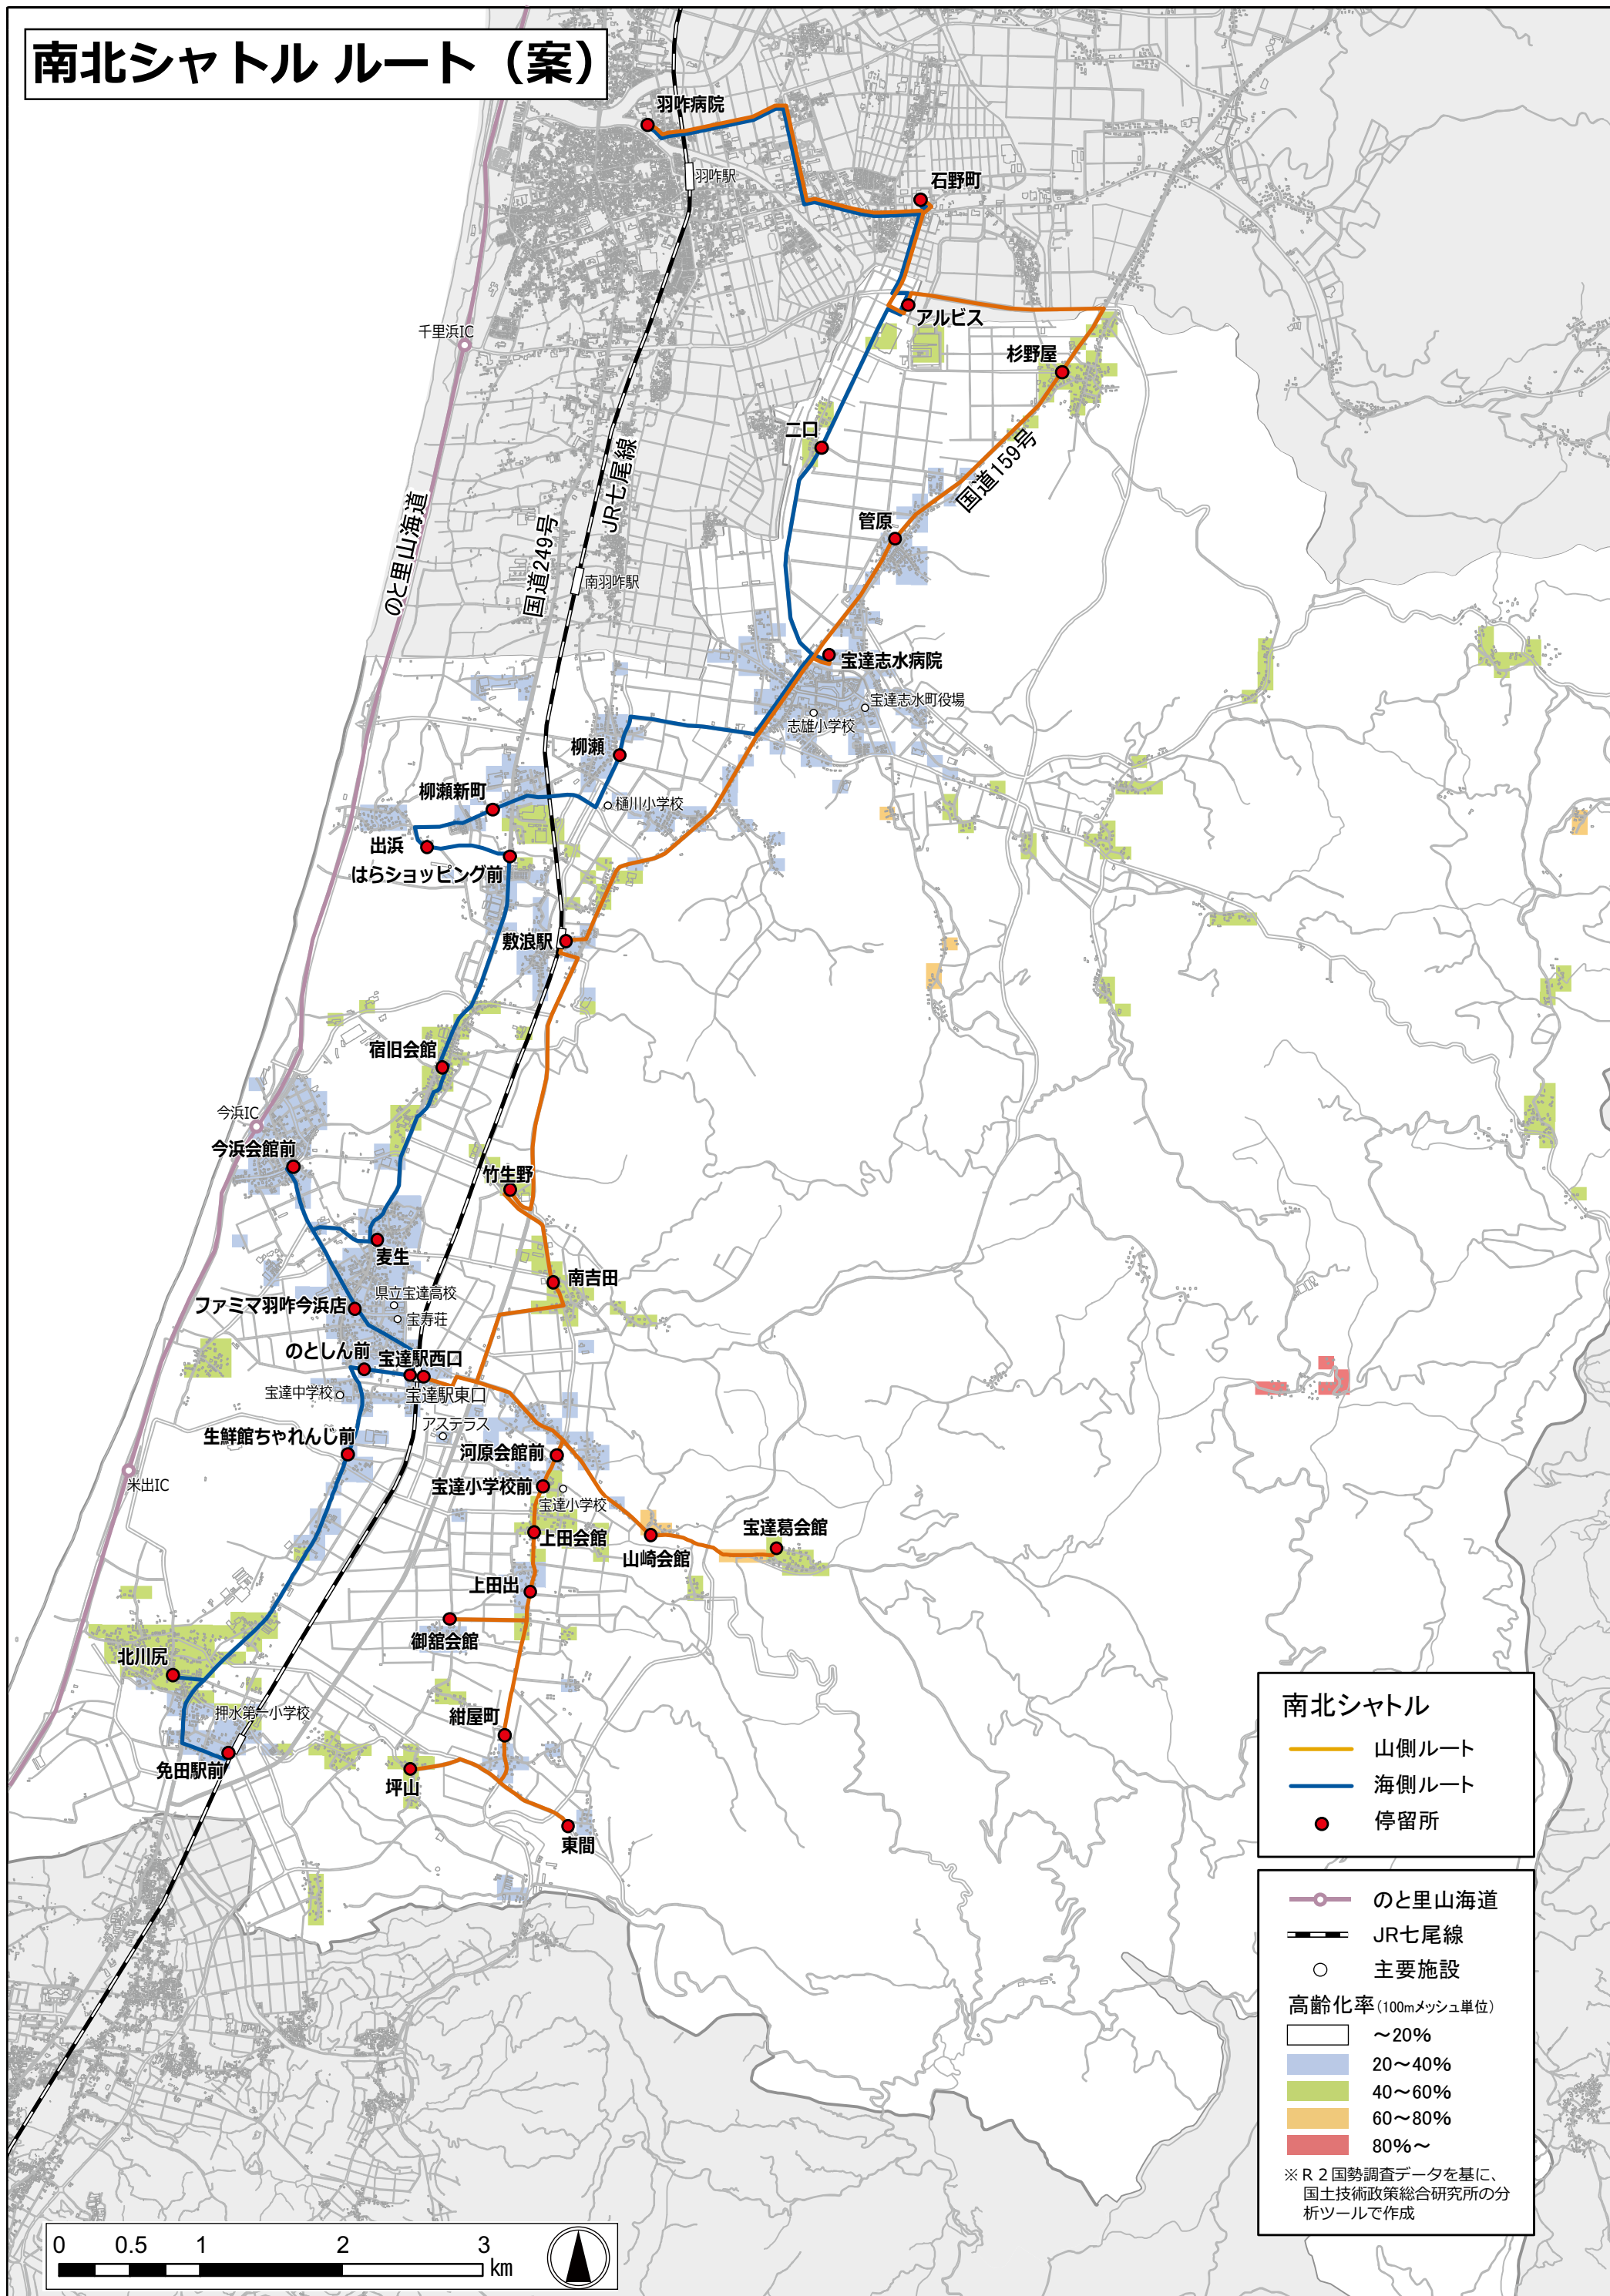 南北シャトル ルート（案）
羽咋病院
羽咋駅
石野町
アルビス
千里浜IC
杉野屋
二口
国道159号
JR七尾線
のと里山海道
国道249号
管原
南羽咋駅
宝達志水病院
宝達志水町役場
志雄小学校
柳瀬
柳瀬新町
樋川小学校
出浜
はらショッピング前
敷浪駅
宿旧会館
今浜IC
今浜会館前
竹生野
麦生
南吉田
県立宝達高校
ファミマ羽咋今浜店
宝寿荘
のとしん前
宝達駅西口
宝達中学校
宝達駅東口
アステラス
生鮮館ちゃれんじ前
河原会館前
米出IC
宝達小学校前
宝達小学校
上田会館
山崎会館
宝達葛会館
上田出
御舘会館
北川尻
押水第一小学校
紺屋町
免田駅前
坪山
東間
南北シャトル
山側ルート
海側ルート
停留所
のと里山海道
JR七尾線
主要施設
高齢化率(100mメッシュ単位)
～20%
20～40%
40～60%
60～80%
80%～
※Ｒ２国勢調査データを基に、
国土技術政策総合研究所の分
析ツールで作成
0 0.5 1 2 3
km